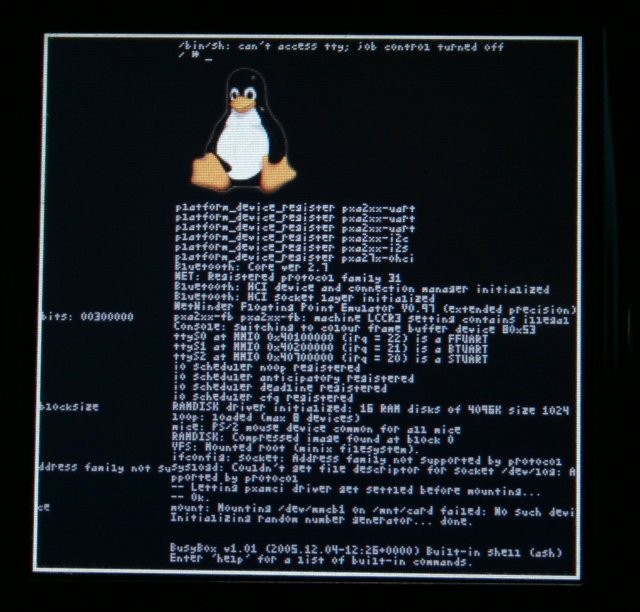 /bin/sh: can't access tty; job control turned off
/ # _
platform_device_register pxa2xx-uart
platform_device_register pxa2xx-uart
platform_device_register pxa2xx-uart
platform_device_register pxa2xx-i2c
platform_device_register pxa2xx-i2s
platform_device_register pxa27x-ohci
Bluetooth: Core ver 2.7
NET: Registered protocol family 31
Bluetooth: HCI device and connection manager initialized
Bluetooth: HCI socket layer initialized
NetWinder Floating Point Emulator V0.97 (extended precision)
bits: 00300000 pxa2xx-fb pxa2xx-fb: machine LCCR3 setting contains illegal
Console: switching to colour frame buffer device 80x53
ttyS0 at MMIO 0x40100000 (irq = 22) is a FFUART
ttyS1 at MMIO 0x40200000 (irq = 21) is a BTUART
ttyS2 at MMIO 0x40700000 (irq = 20) is a STUART
io scheduler noop registered
io scheduler anticipatory registered
io scheduler deadline registered
io scheduler cfq registered
blocksize RAMDISK driver initialized: 16 RAM disks of 4096K size 1024
loop: loaded (max 8 devices)
mice: PS/2 mouse device common for all mice
RAMDISK: Compressed image found at block 0
VFS: Mounted root (minix filesystem).
ifconfig: socket: Address family not supported by protocol
ddress family not su syslogd: Couldn't get file descriptor for socket /dev/log: A
pported by protocol
-- Letting pxamci driver get settled before mounting...
-- Ok.
ce mount: Mounting /dev/mmcb1 on /mnt/card failed: No such devi
Initializing random number generator... done.
BusyBox v1.01 (2005.12.04-12:26+0000) Built-in shell (ash)
Enter 'help' for a list of built-in commands.